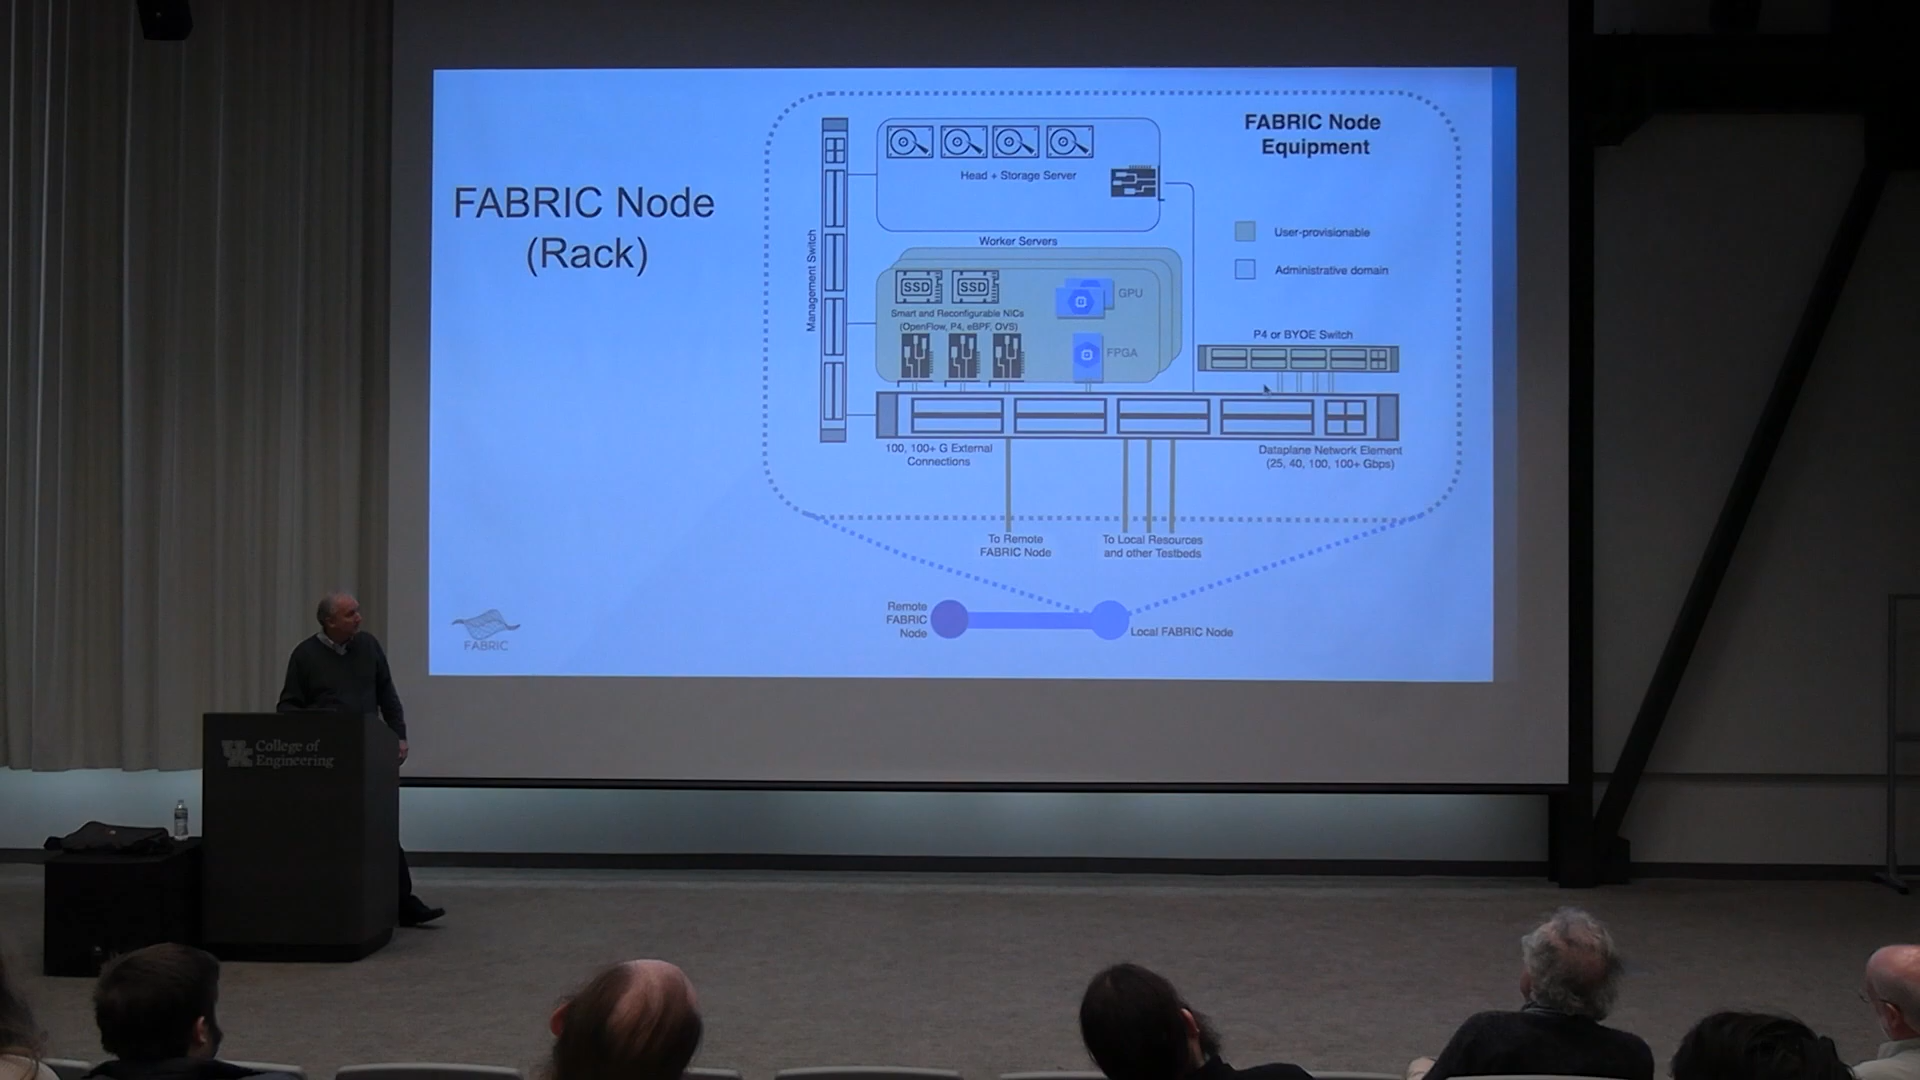 FABRIC Node
(Rack)
FABRIC Node
Equipment
Head + Storage Server
User-provisionable
Administrative domain
Management Switch
Worker Servers
SSD
SSD
GPU
Smart and Reconfigurable NICs
(OpenFlow, P4, eBPF, OVS)
FPGA
P4 or BYOE Switch
100, 100+ G External
Connections
Dataplane Network Element
(25, 40, 100, 100+ Gbps)
To Remote
FABRIC Node
To Local Resources
and other Testbeds
Remote
FABRIC
Node
Local FABRIC Node
FABRIC
UK
College of
Engineering